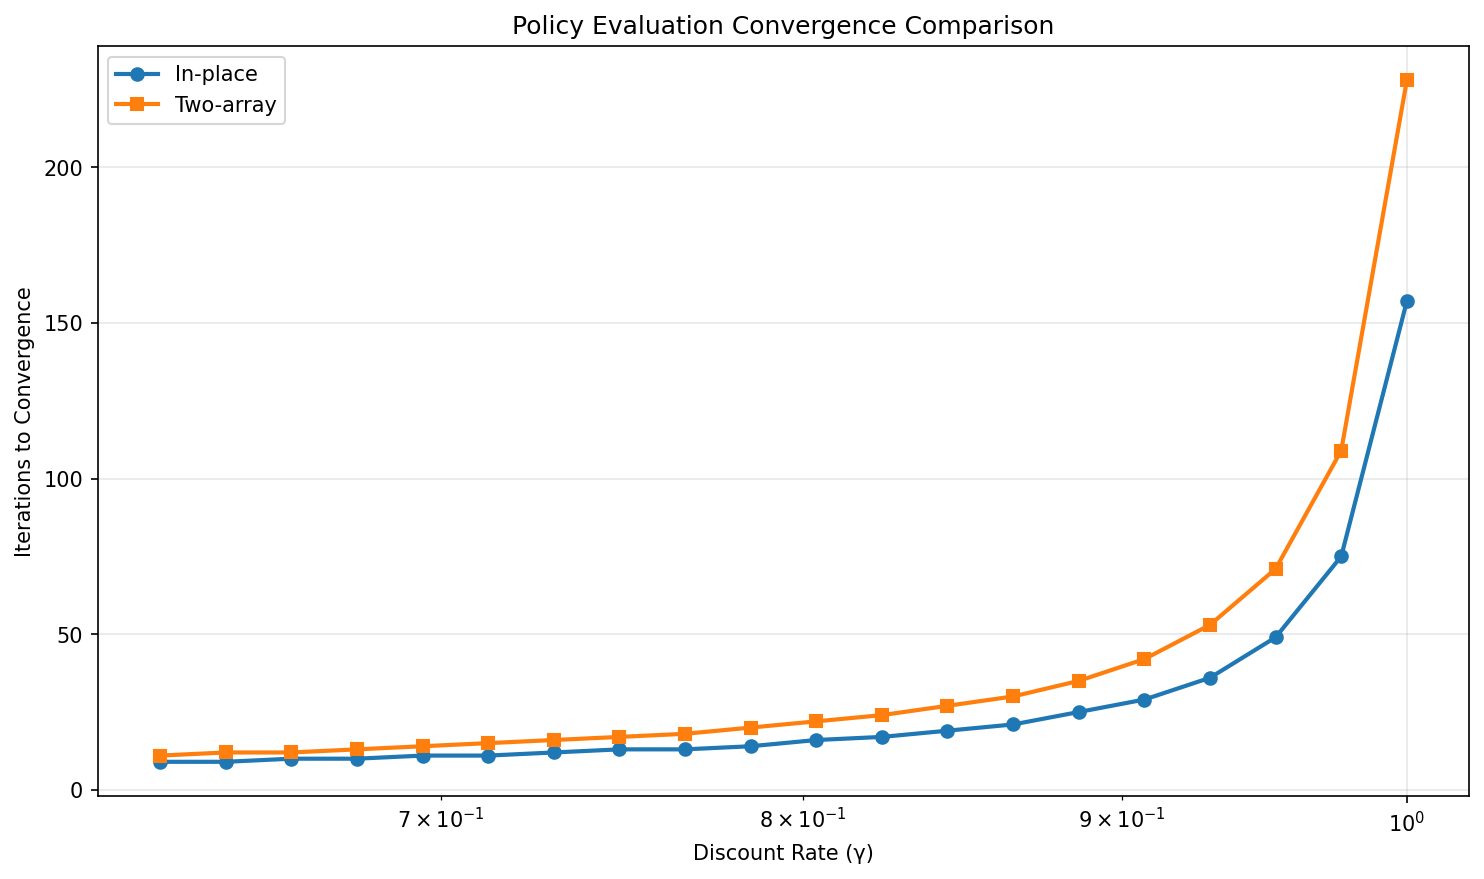 Policy Evaluation Convergence Comparison
In-place
Two-array
Iterations to Convergence
200
150
100
50
0
7 × 10⁻¹
8 × 10⁻¹
9 × 10⁻¹
10⁰
Discount Rate (γ)